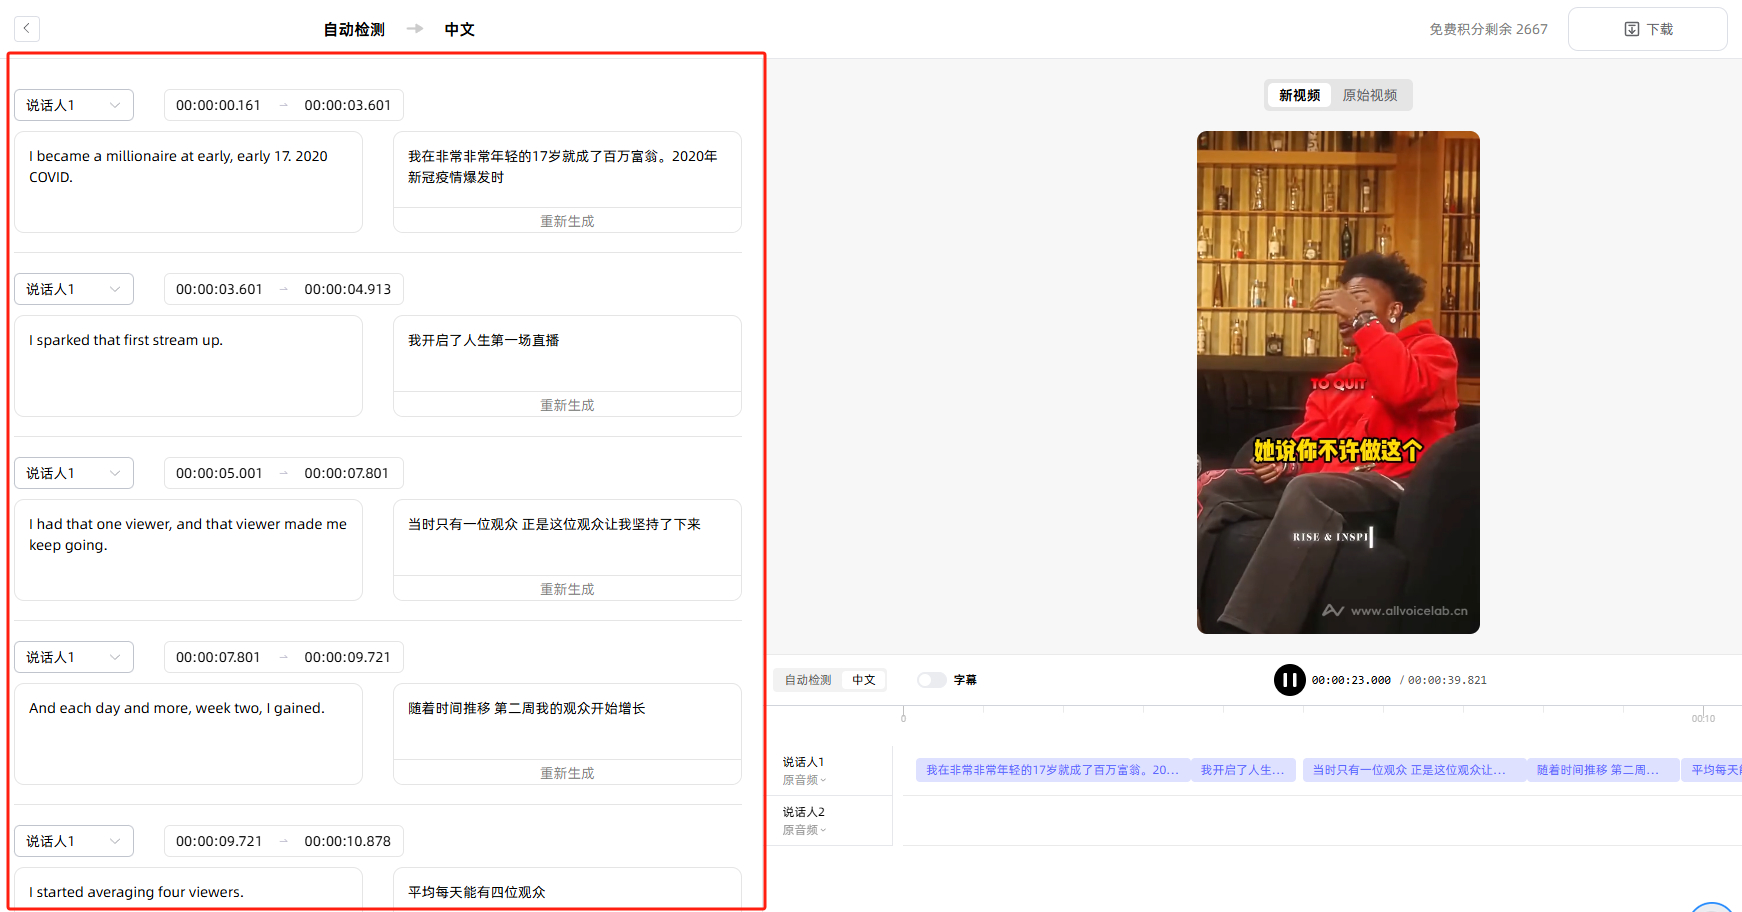 自动检测
中文
免费积分剩余 2667
下载
说话人1
00:00:00.161
00:00:03.601
I became a millionaire at early, early 17. 2020
COVID.
我在非常非常年轻的17岁就成了百万富翁。2020年
新冠疫情爆发时
重新生成
说话人1
00:00:03.601
00:00:04.913
I sparked that first stream up.
我开启了人生第一场直播
重新生成
说话人1
00:00:05.001
00:00:07.801
I had that one viewer, and that viewer made me
keep going.
当时只有一位观众 正是这位观众让我坚持了下来
重新生成
说话人1
00:00:07.801
00:00:09.721
And each day and more, week two, I gained.
随着时间推移 第二周我的观众开始增长
重新生成
说话人1
00:00:09.721
00:00:10.878
I started averaging four viewers.
平均每天能有四位观众
新视频
原始视频
TO QUIT
她说你不许做这个
RISE & INSPI
www.allvoicelab.cn
自动检测
中文
字幕
00:00:23.000
/ 00:00:39.821
0
00:10
说话人1
原音频
我在非常非常年轻的17岁就成了百万富翁。20...
我开启了人生...
当时只有一位观众 正是这位观众让...
随着时间推移 第二周...
平均每天
说话人2
原音频